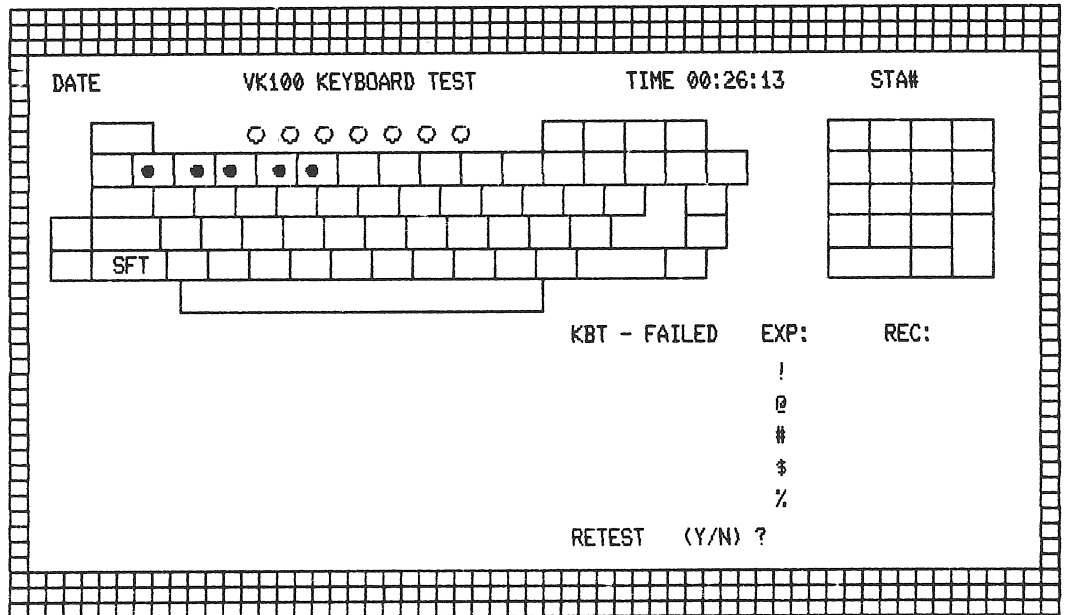 DATE VK100 KEYBOARD TEST TIME 00:26:13 STA#
SFT
KBT - FAILED EXP: REC:
!
@
#
$
%
RETEST (Y/N) ?